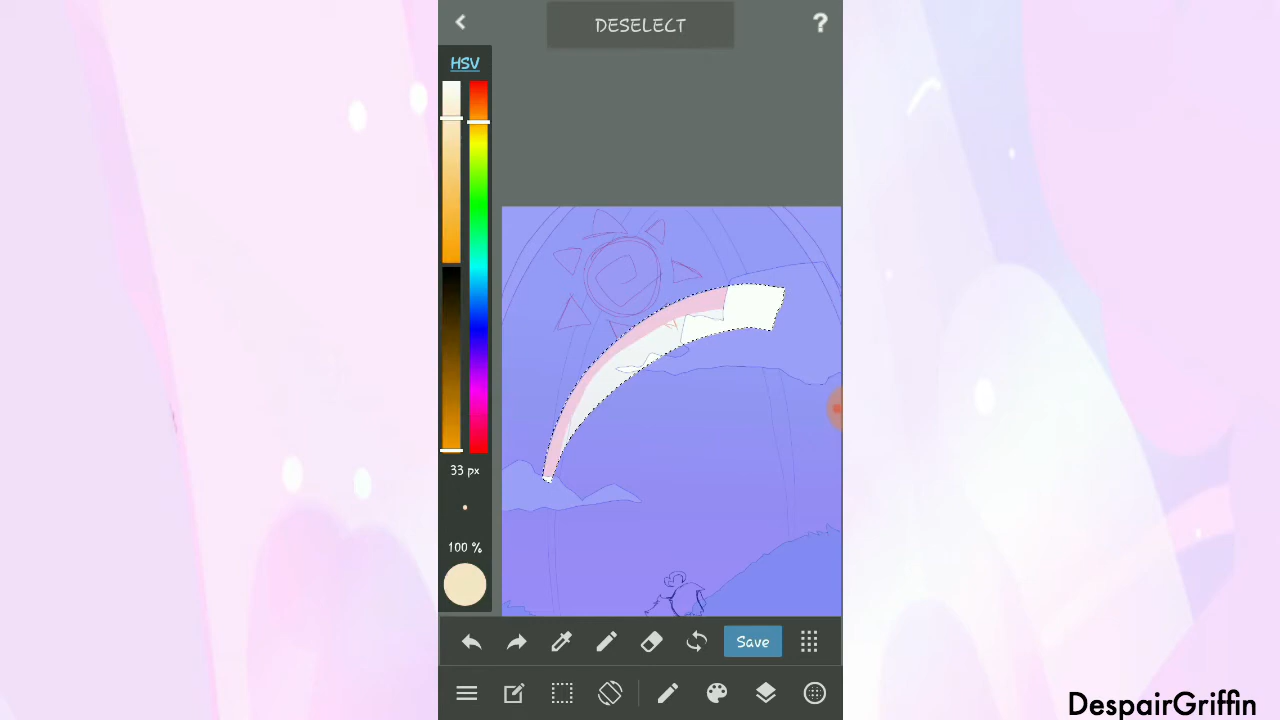 DESELECT
?
HSV
33 px
100 %
Save
DespairGriffin